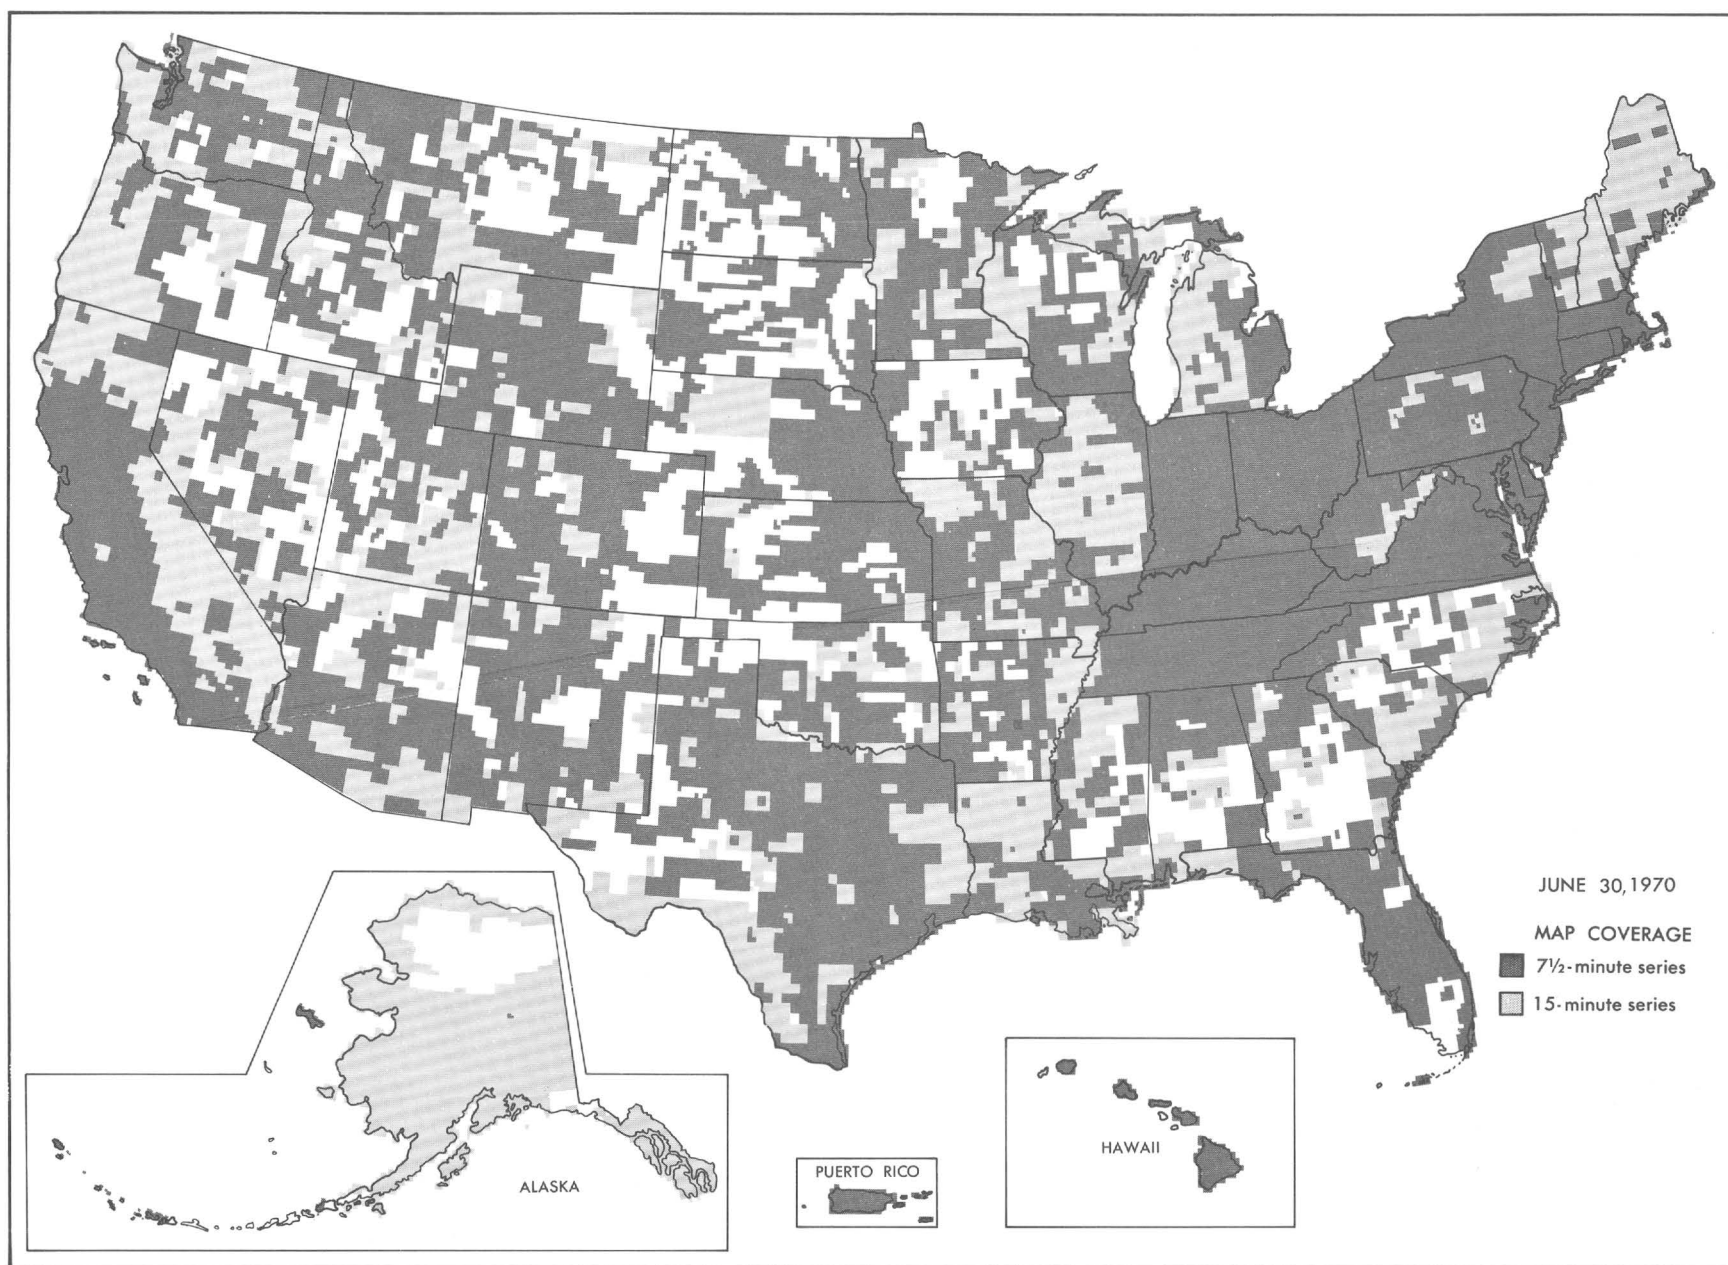 JUNE 30, 1970
MAP COVERAGE
7½-minute series
15-minute series
ALASKA
PUERTO RICO
HAWAII